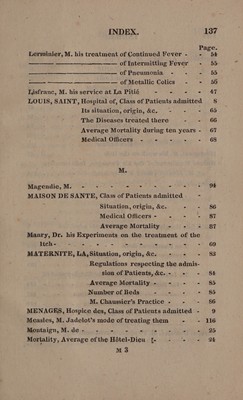 INDEX. 137
Page.
Lerminier, M. his treatment of Continued Fever - - 54
——— of Intermitting Fever - 55
——— of Pneumonia - - - 55
——— of Metallic Colics - - 56
Lisfranc, M. his service at La Pitié - - - - 47
LOUIS, SAINT, Hospital of, Class of Patients admitted 8
Its situation, origin, &c. - - - 65
The Diseases treated there - - 66
Average Mortality during ten years - 67
Medical Officers - - - - - 68
M.
Magendie, M. - - - - - - - - - 94
MAISON DE SANTE, Class of Patients admitted -
Situation, origin, &c. - - 86
Medical Officers - - - - 87
Average Mortality - - - 87
Maury, Dr. his Experiments on the treatment of the
Itch - - - - - - - - - - 69
MATERNITE, LA, Situation, origin, &c. - - - 83
Regulations respecting the admis-
sion of Patients, &c. - - - 84
Average Mortality - - - - 85
Number of Beds - - - 85
M. Chaussier's Practice - - - 86
MENAGES, Hospice des, Class of Patients admitted - 9
Measles, M. Jadelot's mode of treating them - - 116
Montaign, M. de - - - - - - - - 25
Mortality, Average of the Hôtel-Dieu - - - 24
M 3